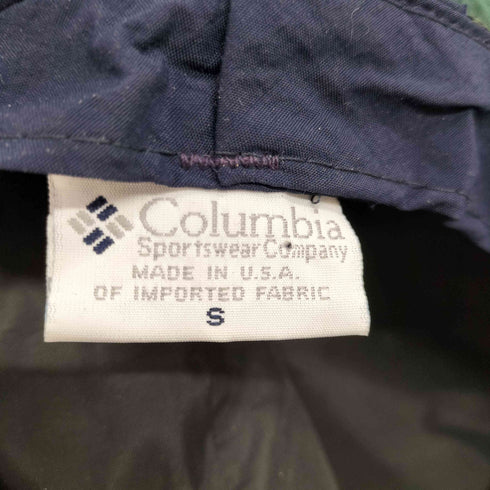 Columbia
Sportswear Company
MADE IN U.S.A.
OF IMPORTED FABRIC
S